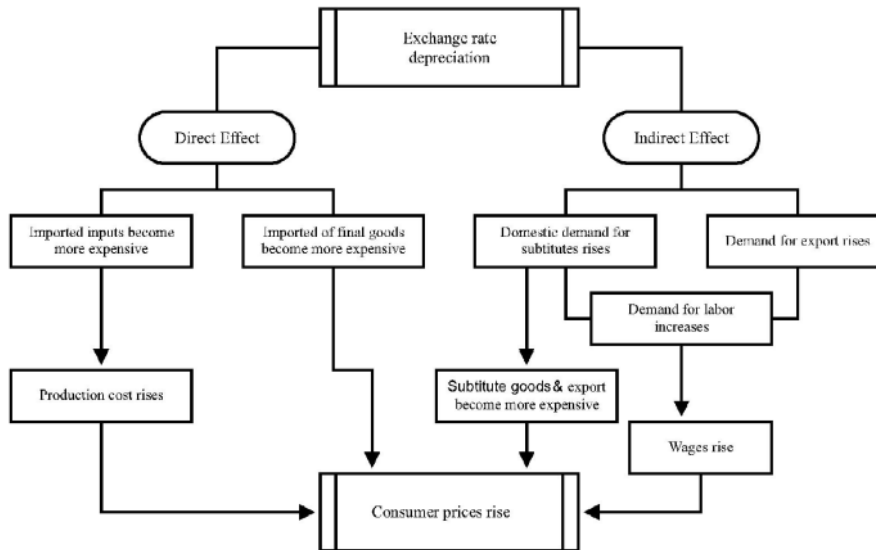 Exchange rate
depreciation
Direct Effect
Indirect Effect
Imported inputs become
more expensive
Imported of final goods
become more expensive
Domestic demand for
subtitutes rises
Demand for export rises
Demand for labor
increases
Production cost rises
Subtitute goods & export
become more expensive
Wages rise
Consumer prices rise